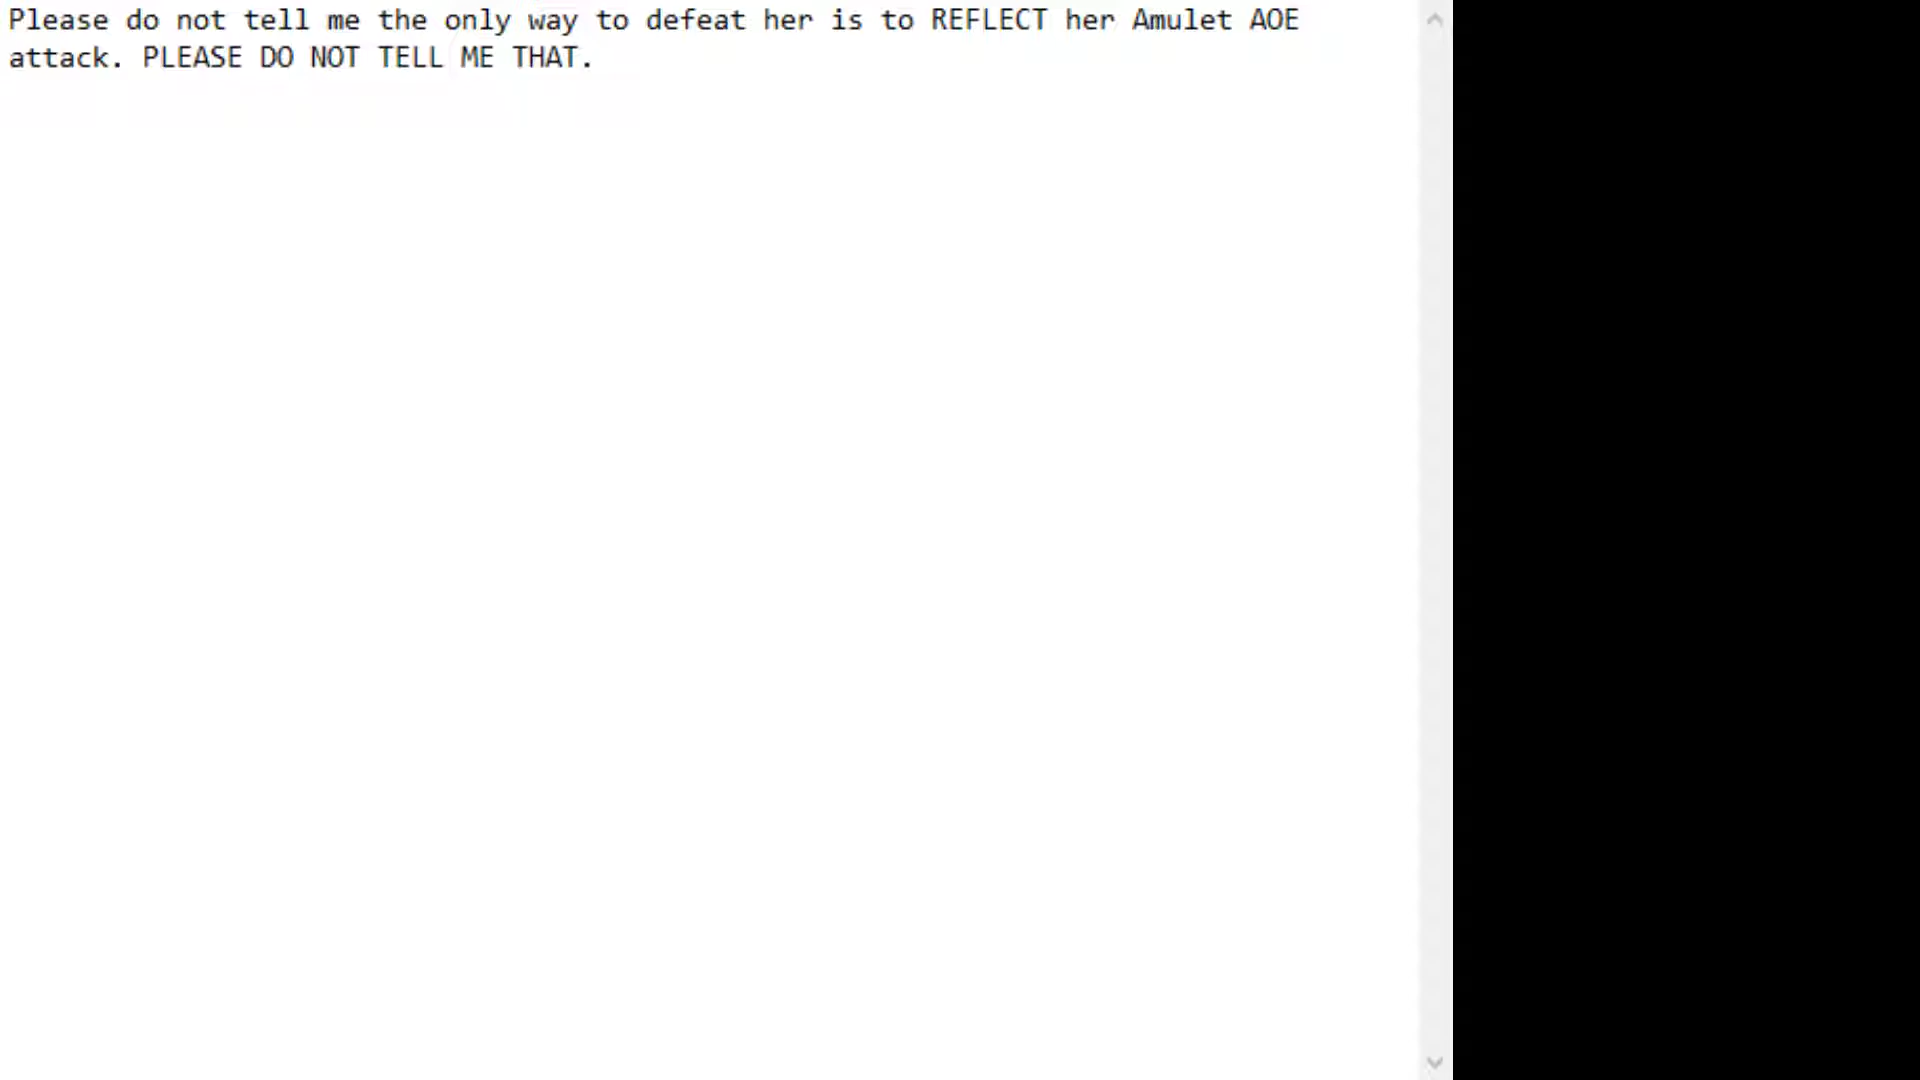 Please do not tell me the only way to defeat her is to REFLECT her Amulet AOE
attack. PLEASE DO NOT TELL ME THAT.